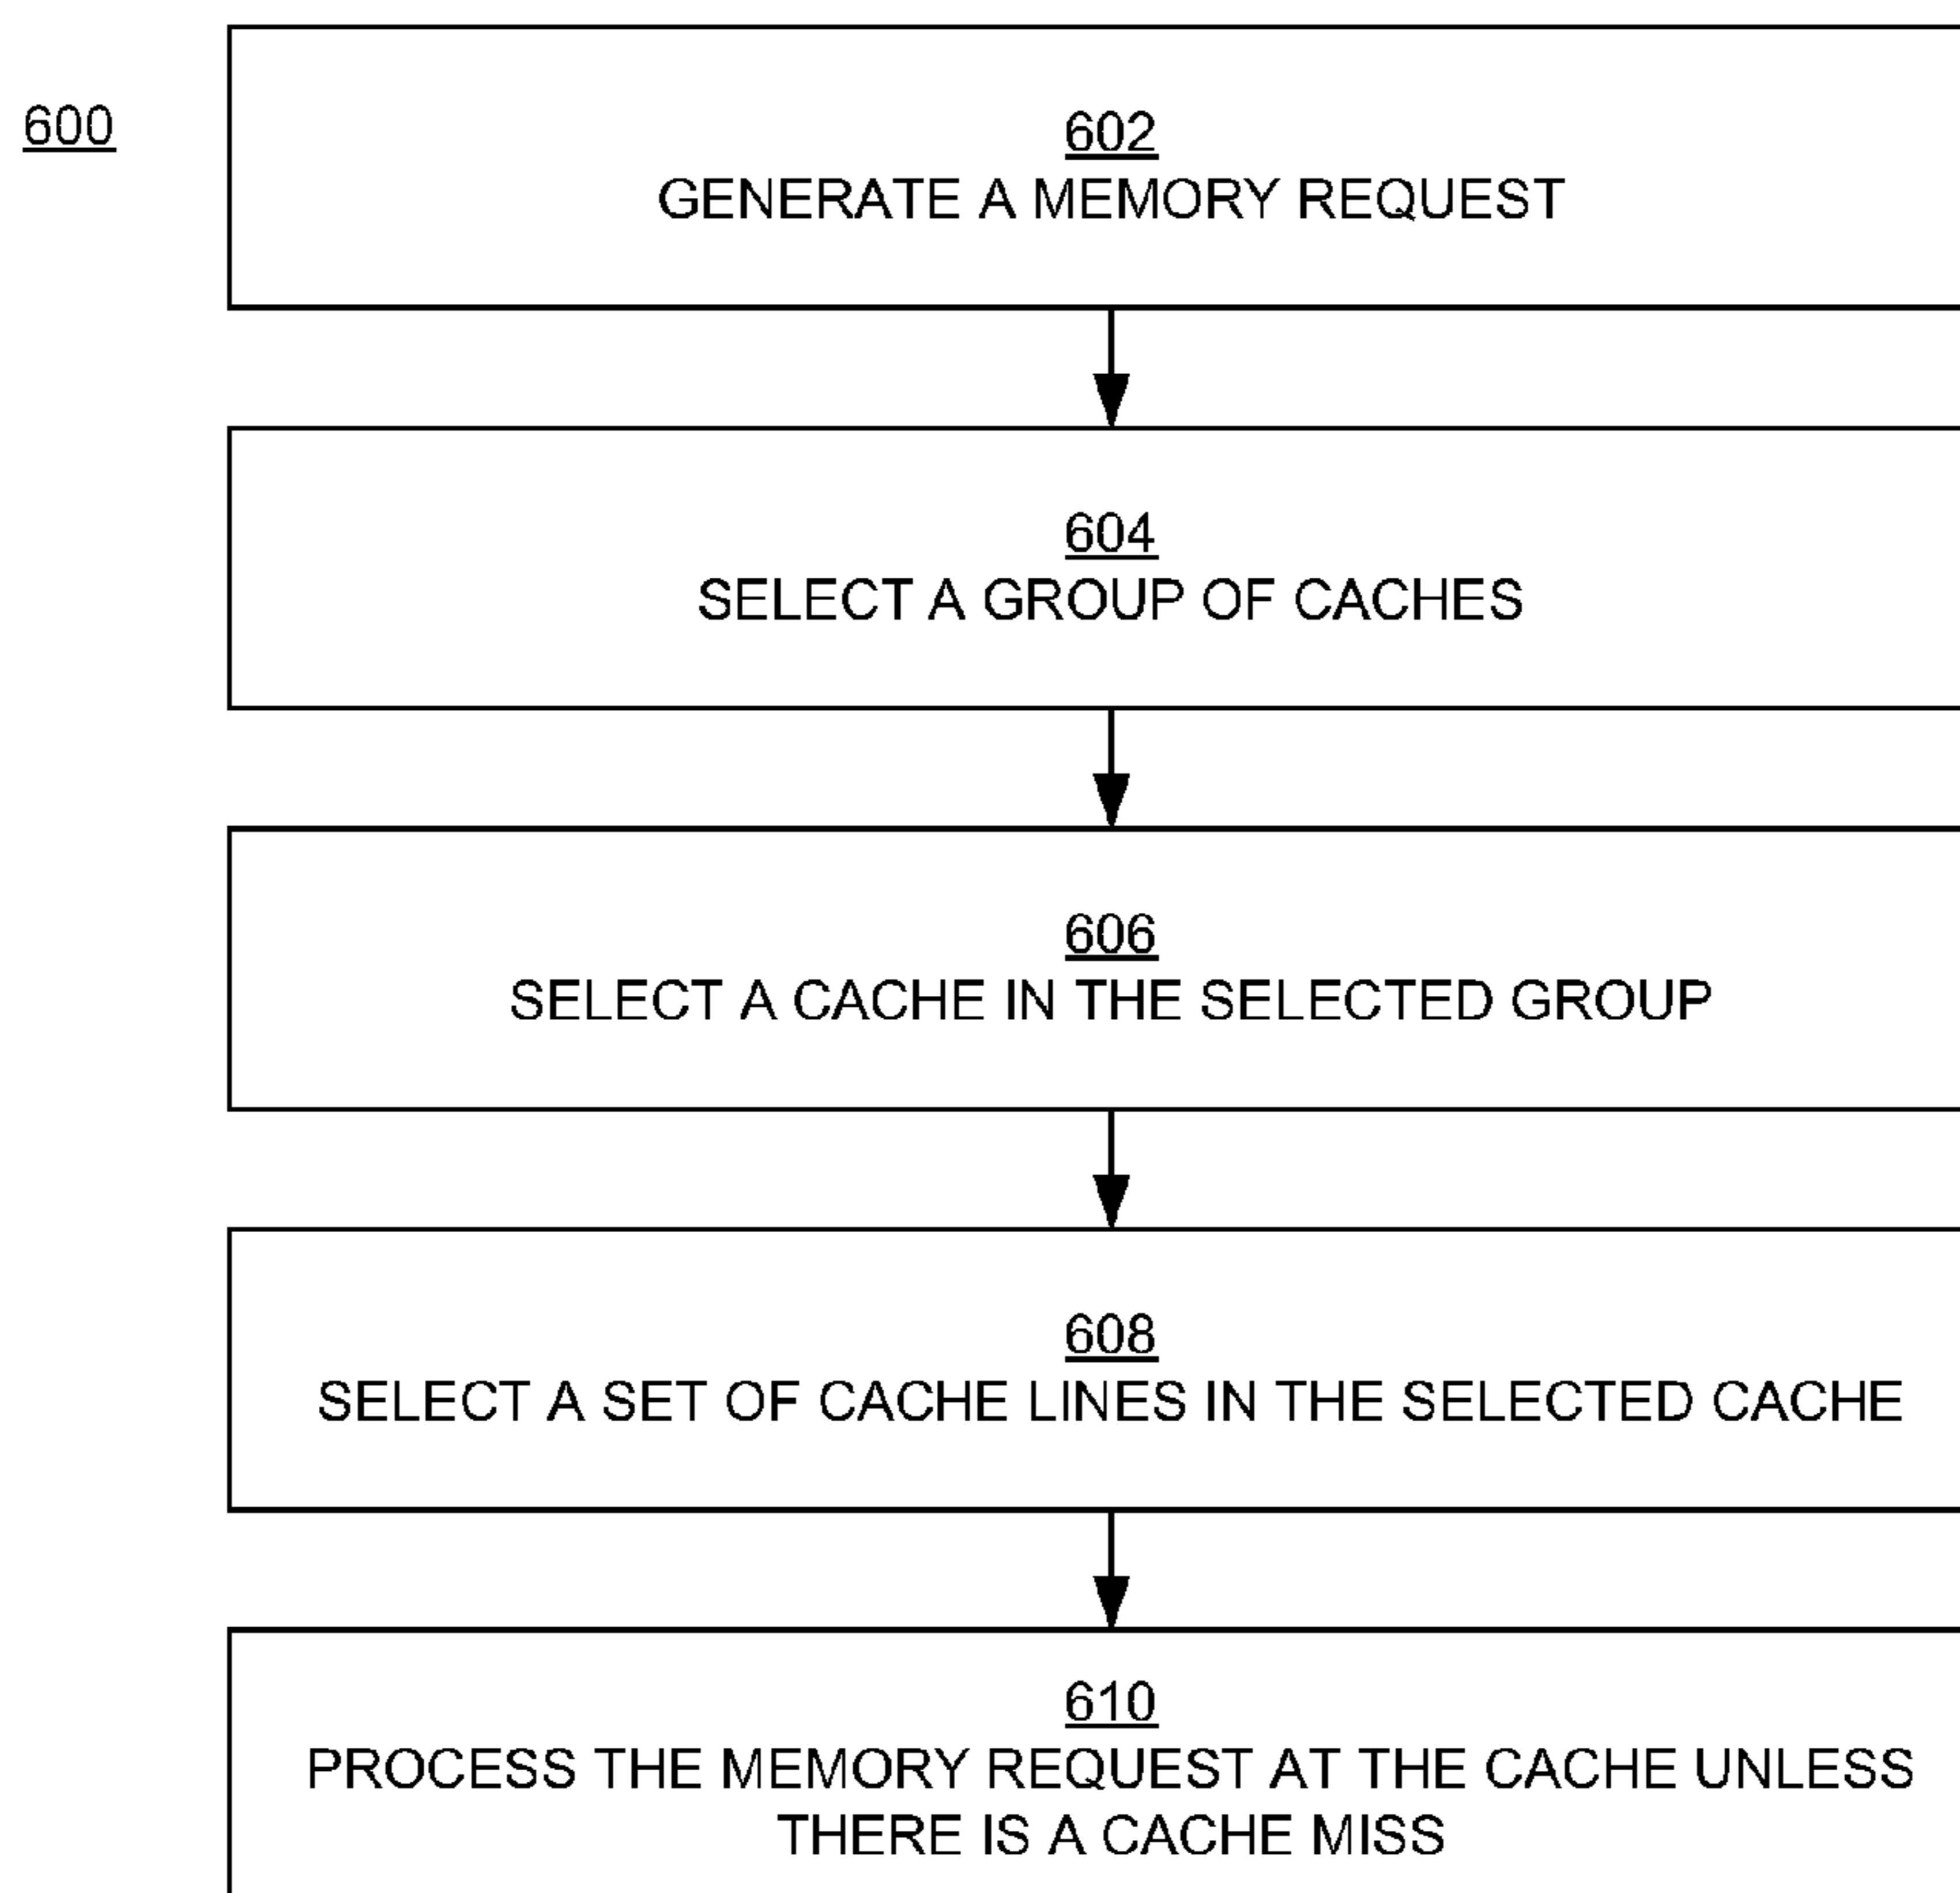 600
602
GENERATE A MEMORY REQUEST
604
SELECT A GROUP OF CACHES
606
SELECT A CACHE IN THE SELECTED GROUP
608
SELECT A SET OF CACHE LINES IN THE SELECTED CACHE
610
PROCESS THE MEMORY REQUEST AT THE CACHE UNLESS
THERE IS A CACHE MISS